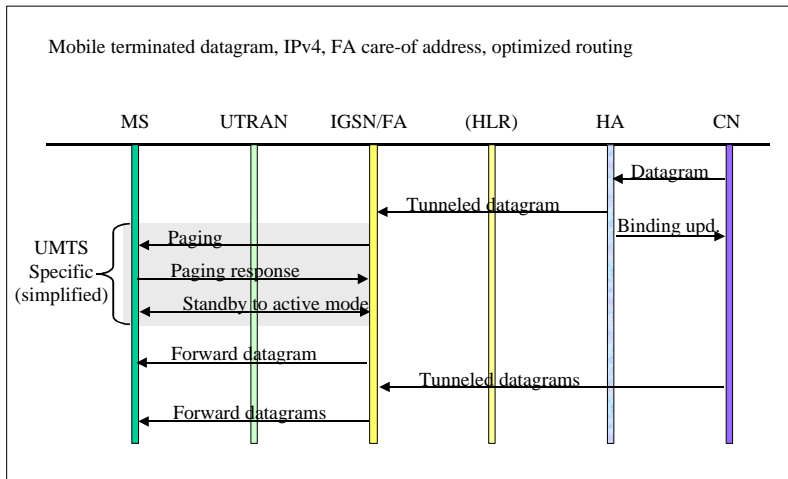 Mobile terminated datagram, IPv4, FA care-of address, optimized routing
MS UTRAN IGSN/FA (HLR) HA CN
Datagram
Tunneled datagram
Binding upd.
Paging
UMTS
Specific
(simplified)
Paging response
Standby to active mode
Forward datagram
Tunneled datagrams
Forward datagrams